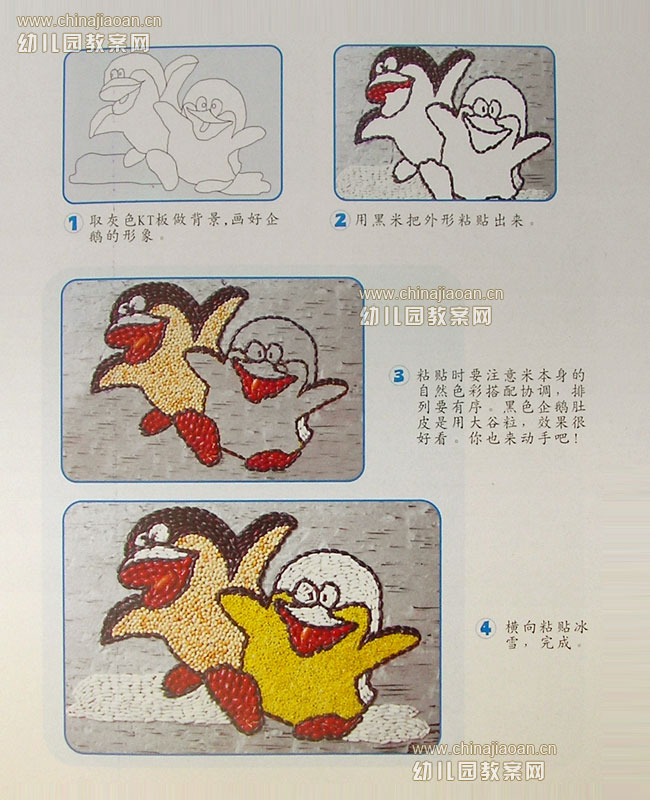 www.chinajiaoan.cn
幼儿园教案网
1 取灰色KT板做背景,画好企
鹅的形象。
2 用黑米把外形粘贴出来。
www.chinajiaoan.cn
幼儿园教案网
3 粘贴时要注意米本身的
自然色彩搭配协调，排
列要有序。黑色企鹅肚
皮是用大谷粒，效果很
好看。你也来动手吧！
4 横向粘贴冰
雪，完成。
www.chinajiaoan.cn
幼儿园教案网